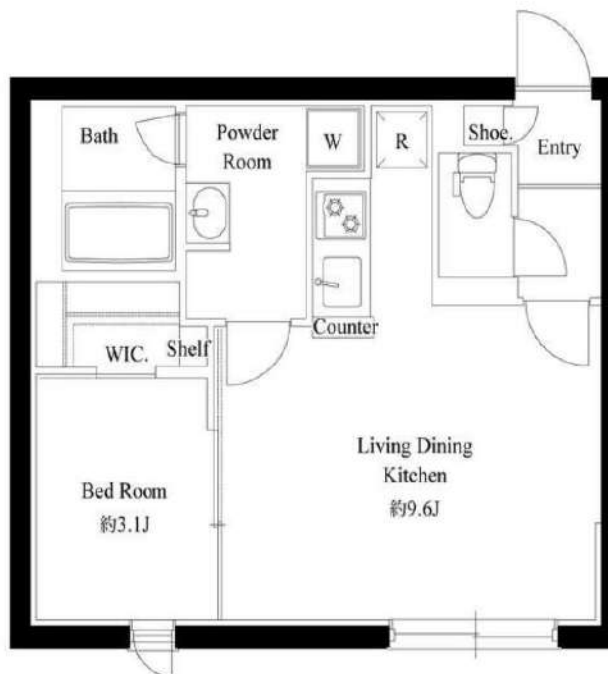 Bath
Powder
Room
W
R
Shoe.
Entry
Counter
WIC.
Shelf
Living Dining
Kitchen
約9.6J
Bed Room
約3.1J